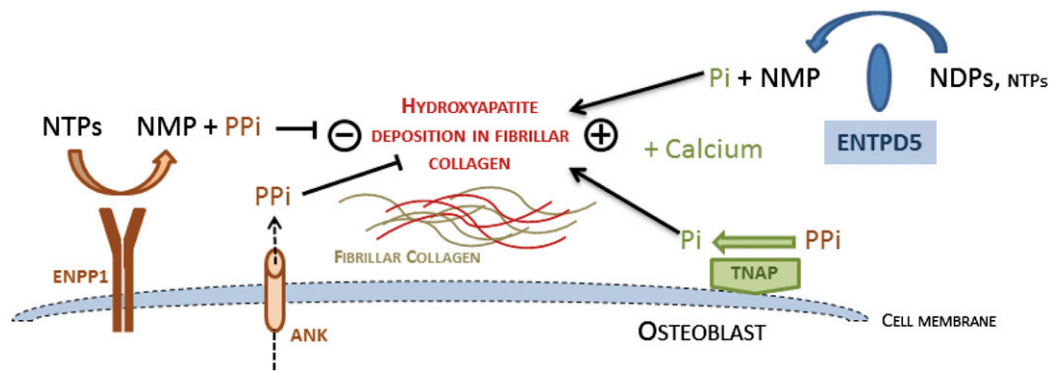 NTPs
NMP + PPi
−
HYDROXYAPATITE
DEPOSITION IN FIBRILLAR
COLLAGEN
+
Pi + NMP
NDPs, NTPs
ENTPD5
+ Calcium
PPi
FIBRILLAR COLLAGEN
Pi
PPi
TNAP
ENPP1
ANK
OSTEOBLAST
CELL MEMBRANE